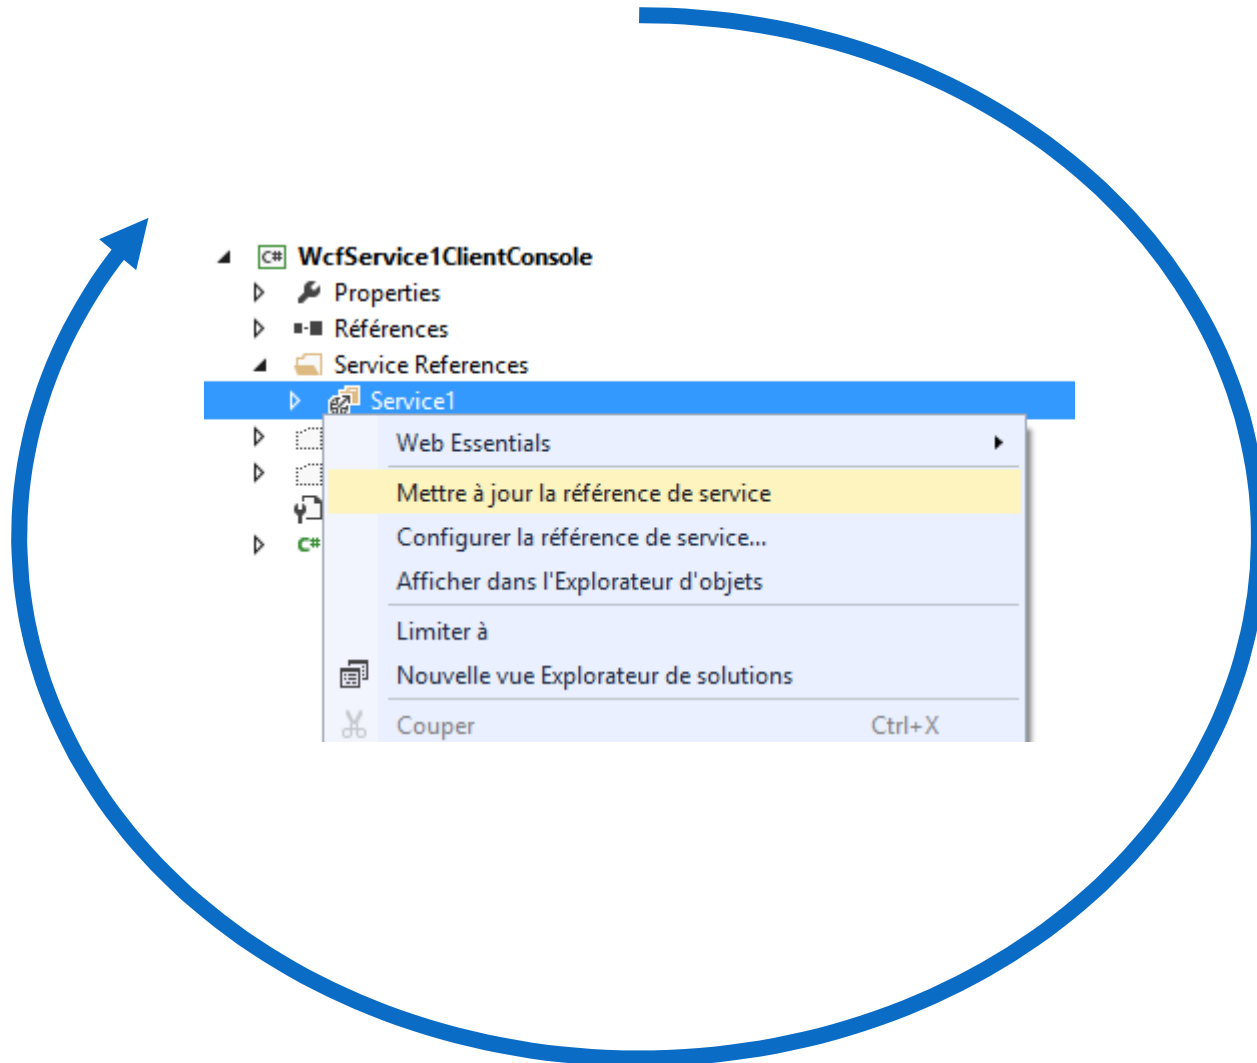 C# WcfService1ClientConsole
Properties
Références
Service References
Service1
Web Essentials
Mettre à jour la référence de service
Configurer la référence de service...
C#
Afficher dans l'Explorateur d'objets
Limiter à
Nouvelle vue Explorateur de solutions
Couper Ctrl+X